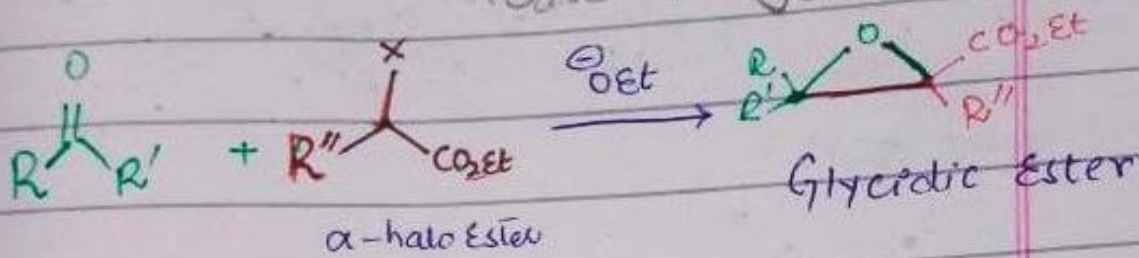 O
R R' + R'' X CO2Et ⊖OEt R R' O CO2Et R''
α-halo Ester
Glycidic Ester